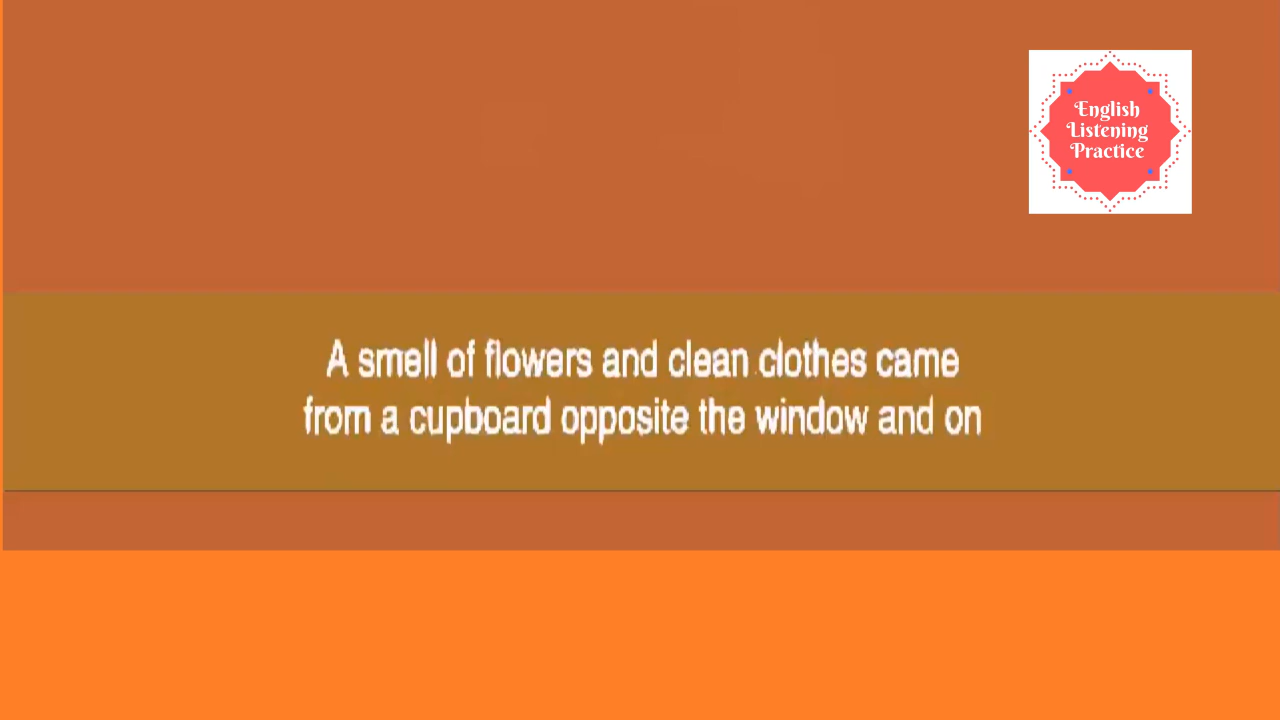 English
Listening
Practice
A smell of flowers and clean clothes came
from a cupboard opposite the window and on